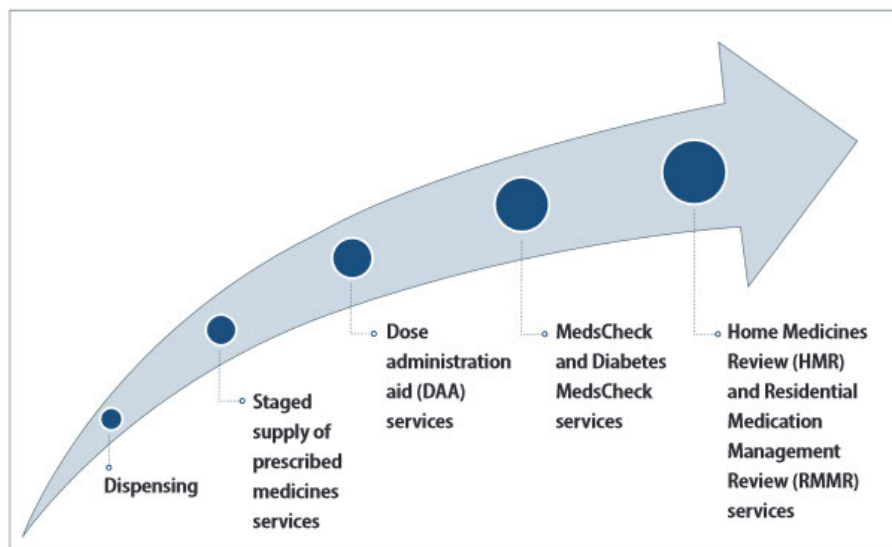 Dispensing
Staged
supply of
prescribed
medicines
services
Dose
administration
aid (DAA)
services
MedsCheck
and Diabetes
MedsCheck
services
Home Medicines
Review (HMR)
and Residential
Medication
Management
Review (RMMR)
services